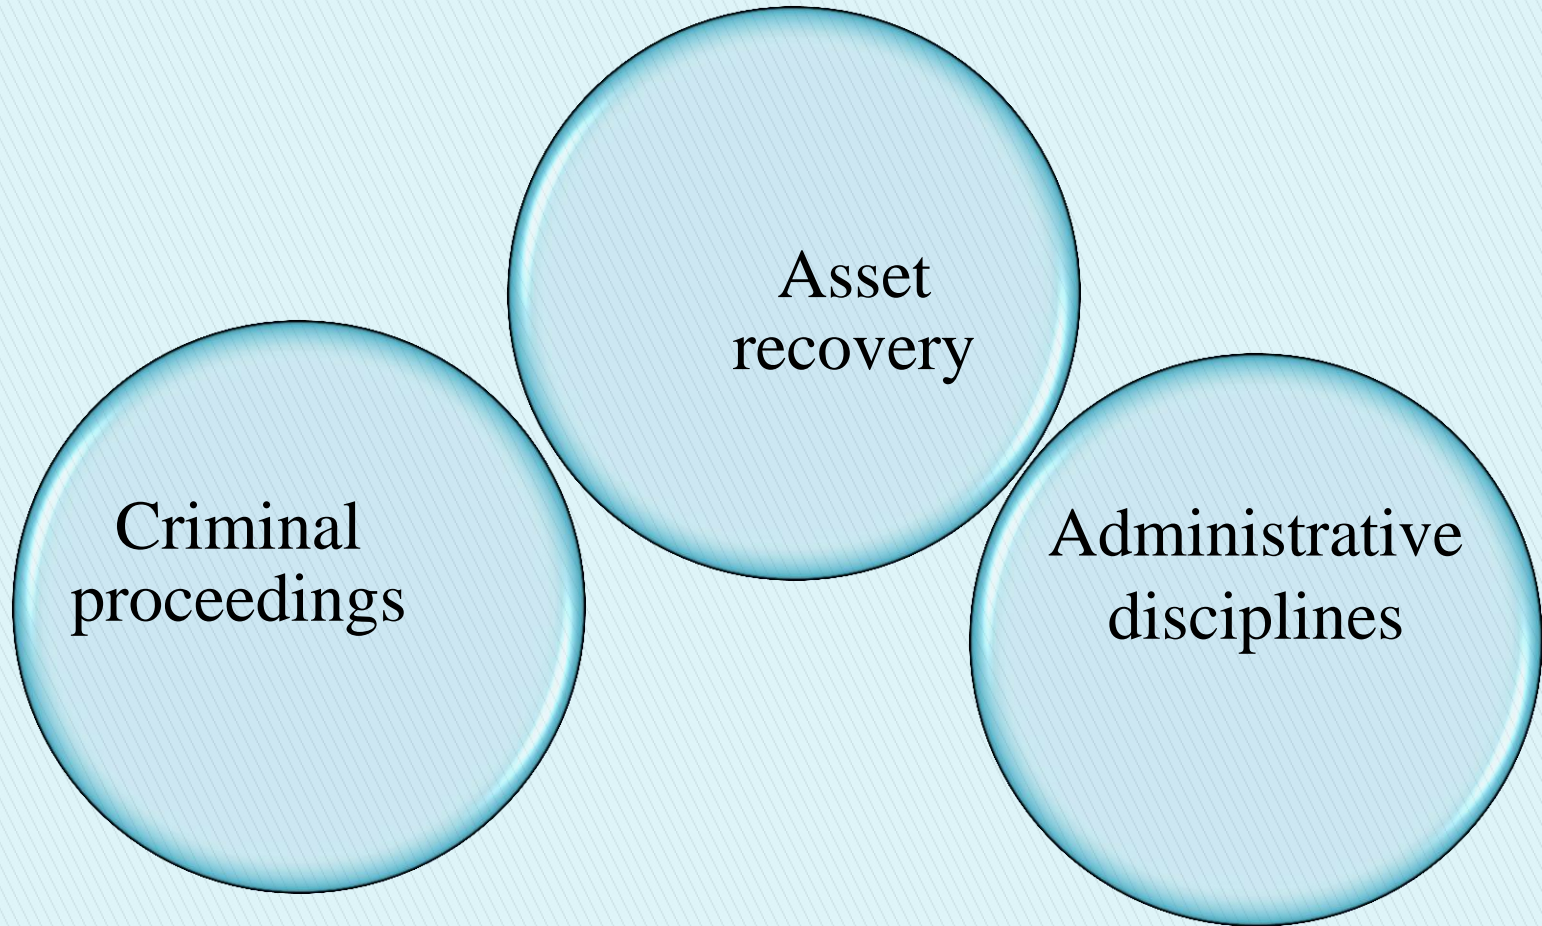 Asset
recovery
Criminal
proceedings
Administrative
disciplines